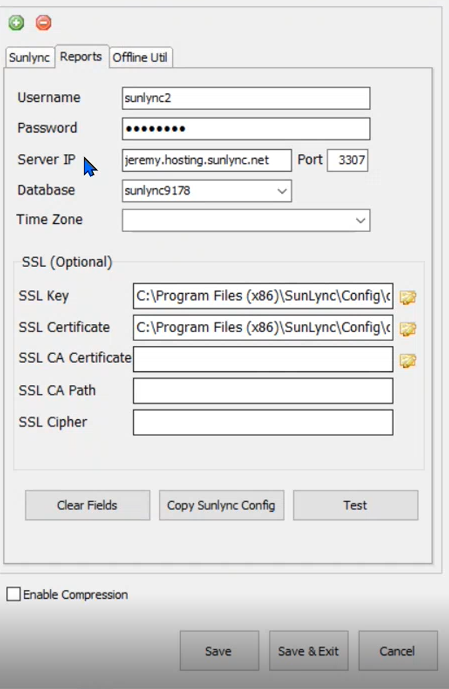 Sunlync Reports Offline Util
Username sunlync2
Password ••••••••
Server IP jeremy.hosting.sunlync.net Port 3307
Database sunlync9178
Time Zone
SSL (Optional)
SSL Key C:\Program Files (x86)\SunLync\Config\c
SSL Certificate C:\Program Files (x86)\SunLync\Config\c
SSL CA Certificate
SSL CA Path
SSL Cipher
Clear Fields Copy Sunlync Config Test
Enable Compression
Save Save & Exit Cancel